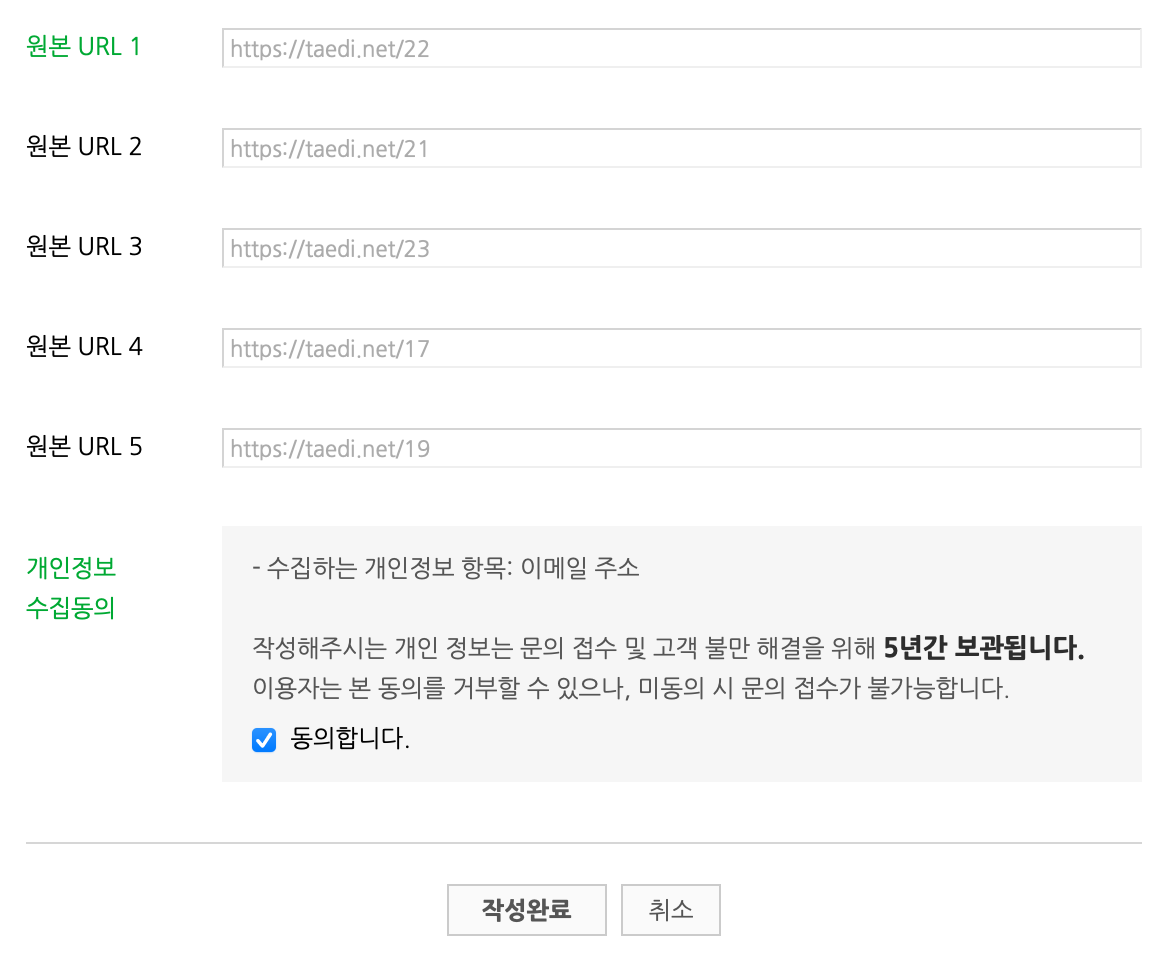 원본 URL 1
https://taedi.net/22
원본 URL 2
https://taedi.net/21
원본 URL 3
https://taedi.net/23
원본 URL 4
https://taedi.net/17
원본 URL 5
https://taedi.net/19
개인정보
수집동의
- 수집하는 개인정보 항목: 이메일 주소
작성해주시는 개인 정보는 문의 접수 및 고객 불만 해결을 위해 5년간 보관됩니다.
이용자는 본 동의를 거부할 수 있으나, 미동의 시 문의 접수가 불가능합니다.
동의합니다.
작성완료
취소